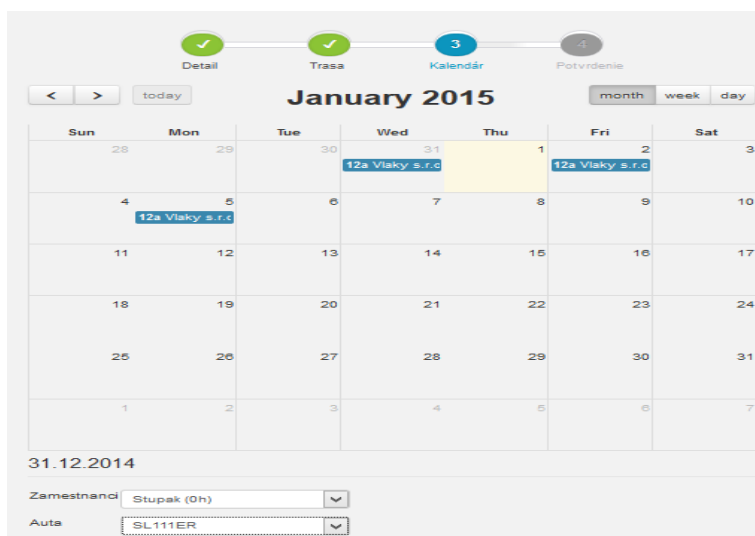 3 4
Detail Trasa Kalendár Potvrdenie
< > today January 2015 month week day
Sun Mon Tue Wed Thu Fri Sat
28 29 30 31 1 2 3
12a Vlaky s.r.c 12a Vlaky s.r.c
4 5 6 7 8 9 10
12a Vlaky s.r.c
11 12 13 14 15 16 17
18 19 20 21 22 23 24
25 26 27 28 29 30 31
1 2 3 4 5 6 7
31.12.2014
Zamestnanci Stupak (0h)
Auta SL111ER